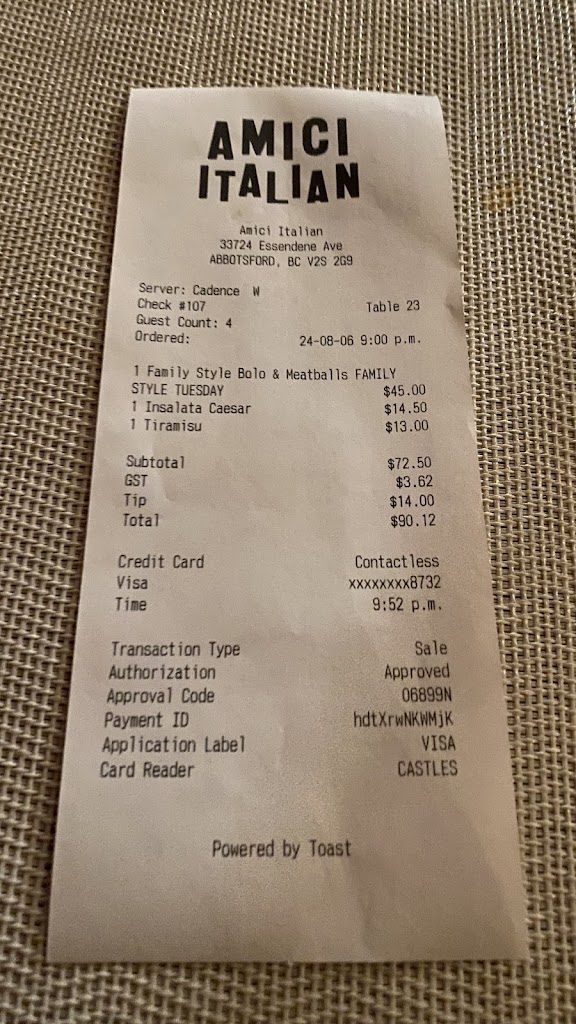 AMICI
ITALIAN
Amici Italian
33724 Essendene Ave
ABBOTSFORD, BC V2S 2G9
Server: Cadence W
Check #107 Table 23
Guest Count: 4
Ordered: 24-08-06 9:00 p.m.
1 Family Style Bolo & Meatballs FAMILY
STYLE TUESDAY $45.00
1 Insalata Caesar $14.50
1 Tiramisu $13.00
Subtotal $72.50
GST $3.62
Tip $14.00
Total $90.12
Credit Card Contactless
Visa xxxxxxxx8732
Time 9:52 p.m.
Transaction Type Sale
Authorization Approved
Approval Code 06899N
Payment ID hdtXrwNKWMjK
Application Label VISA
Card Reader CASTLES
Powered by Toast